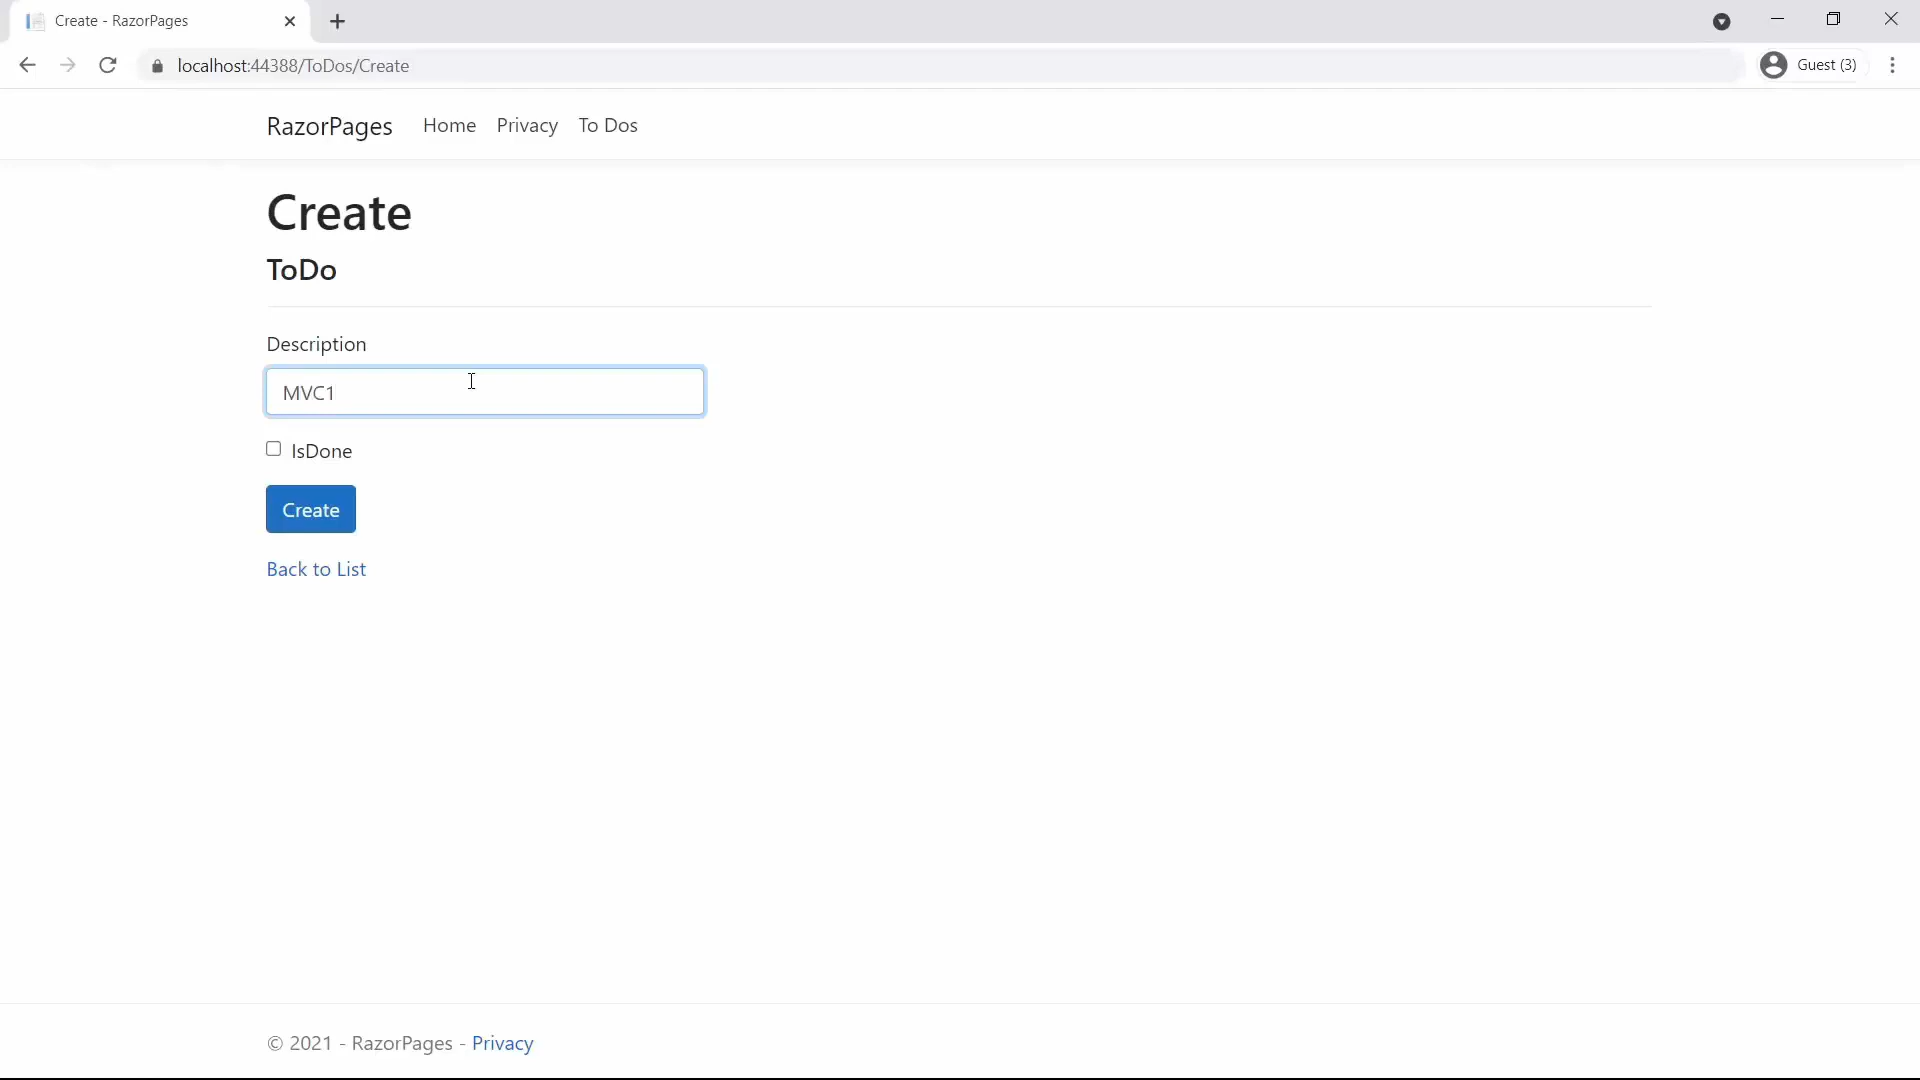 Create - RazorPages
localhost:44388/ToDos/Create
Guest (3)
RazorPages Home Privacy To Dos
Create
ToDo
Description
MVC1
IsDone
Create
Back to List
© 2021 - RazorPages - Privacy